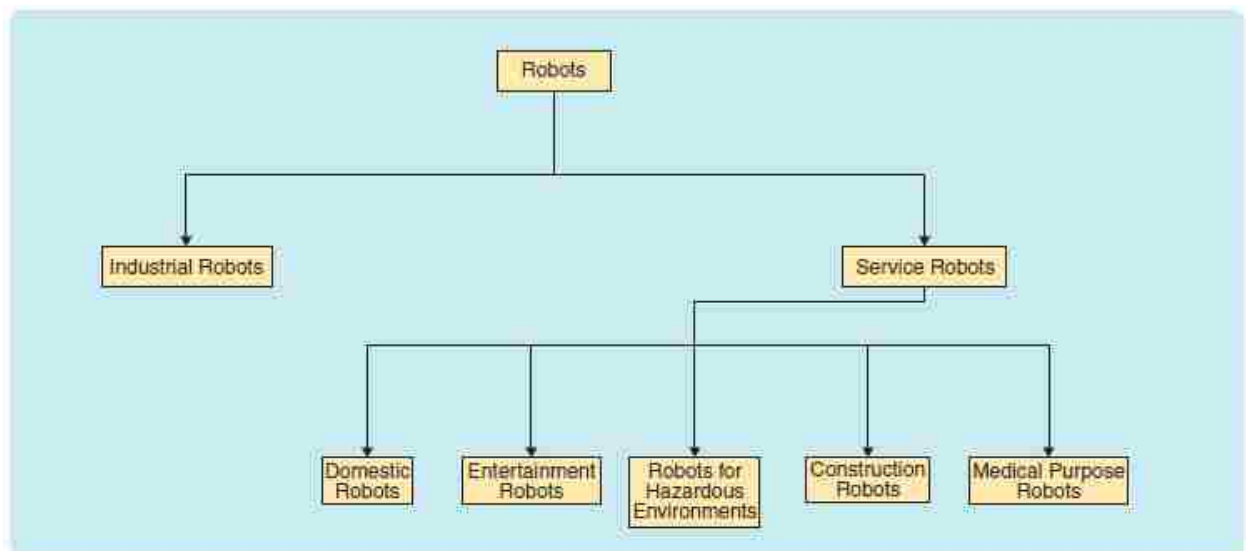 Robots
Industrial Robots
Service Robots
Domestic
Robots
Entertainment
Robots
Robots for
Hazardous
Environments
Construction
Robots
Medical Purpose
Robots